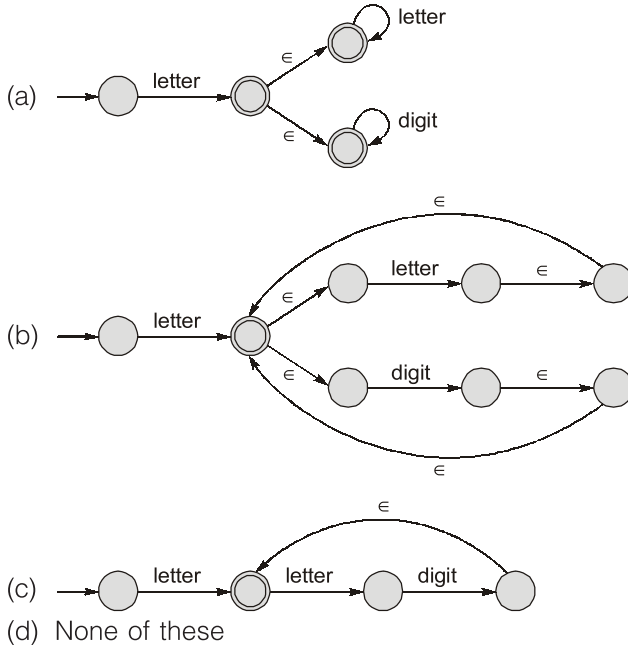 letter
∈
(a) letter
digit
∈
∈
letter ∈
∈
(b) letter
∈
digit ∈
∈
∈
(c) letter letter digit
(d) None of these